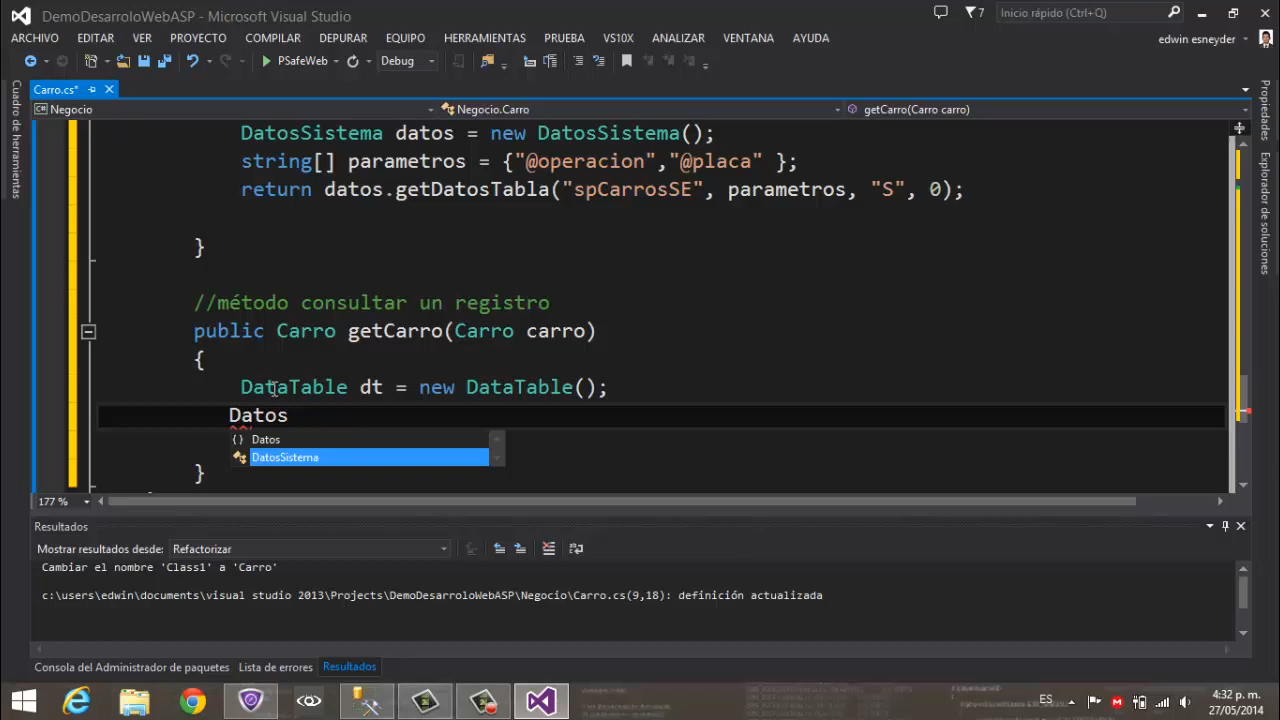 DemoDesarroloWebASP - Microsoft Visual Studio
7
Inicio rápido (Ctrl+Q)
ARCHIVO EDITAR VER PROYECTO COMPILAR DEPURAR EQUIPO HERRAMIENTAS PRUEBA VS10X ANALIZAR VENTANA AYUDA
edwin esneyder
PSafeWeb Debug
Carro.cs*
Negocio Negocio.Carro getCarro(Carro carro)
Cuadro de herramientas
Propiedades
Explorador de soluciones
DatosSistema datos = new DatosSistema();
string[] parametros = {"@operacion","@placa" };
return datos.getDatosTabla("spCarrosSE", parametros, "S", 0);
}
//método consultar un registro
public Carro getCarro(Carro carro)
{
DataTable dt = new DataTable();
Datos
{} Datos
DatosSistema
}
177 %
Resultados
Mostrar resultados desde: Refactorizar
Cambiar el nombre 'Class1' a 'Carro'
c:\users\edwin\documents\visual studio 2013\Projects\DemoDesarroloWebASP\Negocio\Carro.cs(9,18): definición actualizada
Consola del Administrador de paquetes Lista de errores Resultados
ES
4:32 p. m.
27/05/2014